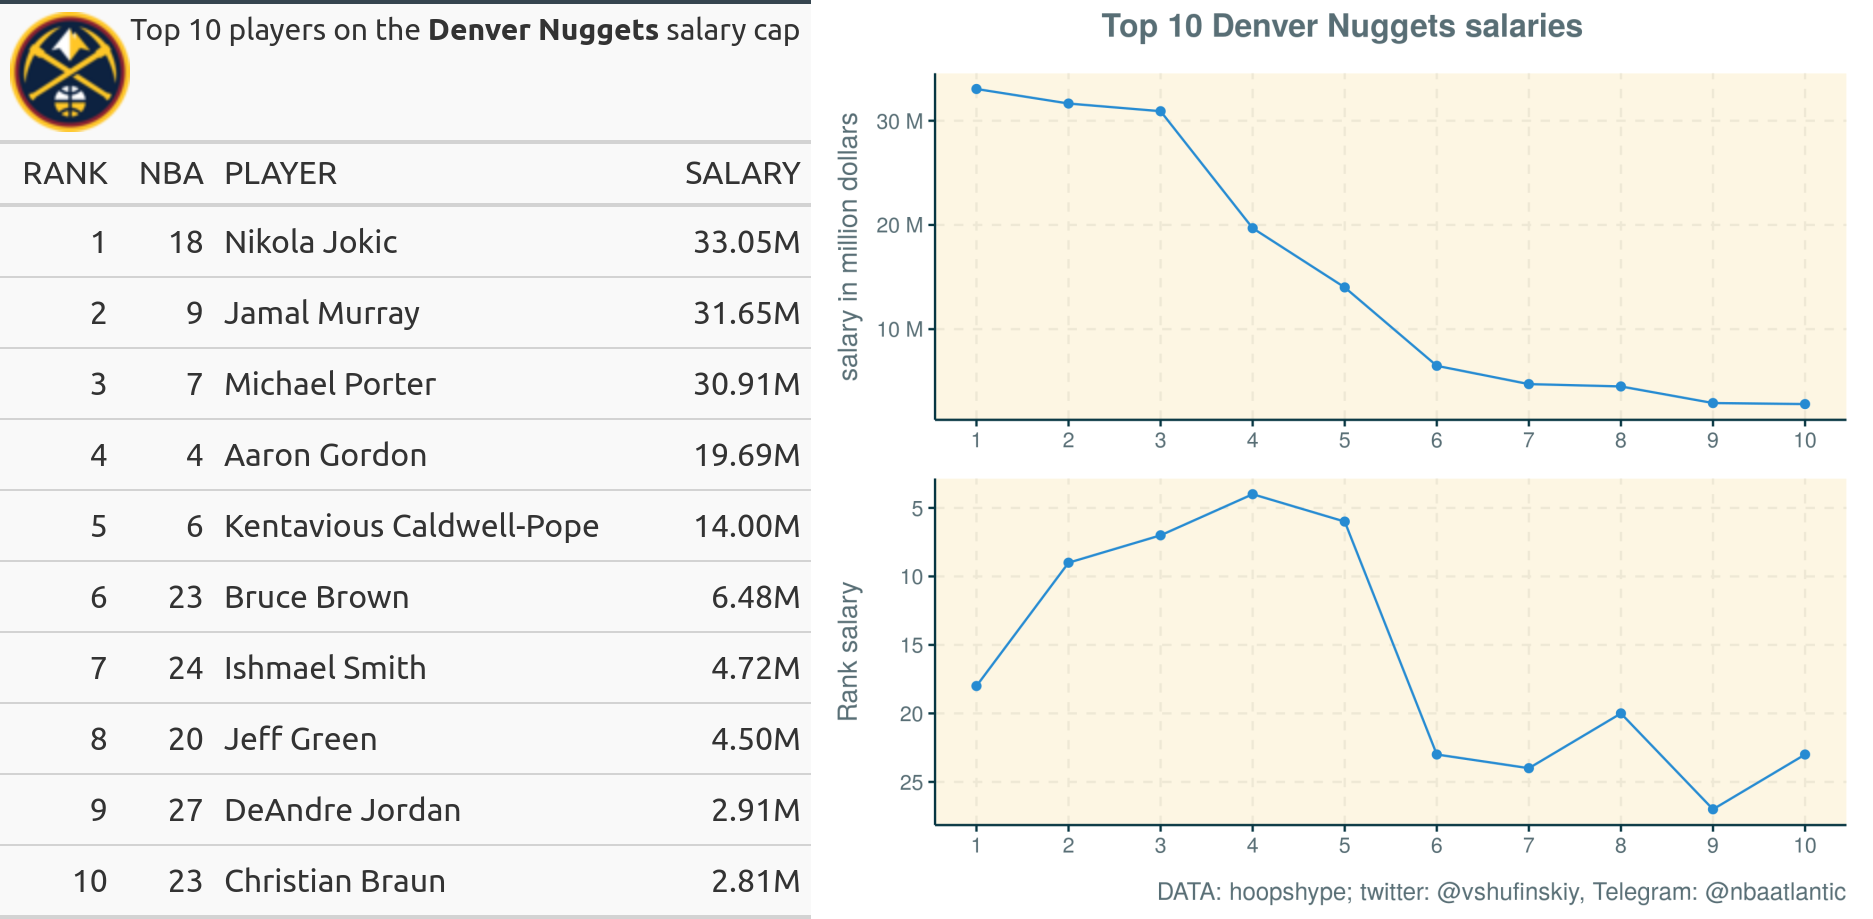 Top 10 players on the Denver Nuggets salary cap
RANK NBA PLAYER SALARY
1 18 Nikola Jokic 33.05M
2 9 Jamal Murray 31.65M
3 7 Michael Porter 30.91M
4 4 Aaron Gordon 19.69M
5 6 Kentavious Caldwell-Pope 14.00M
6 23 Bruce Brown 6.48M
7 24 Ishmael Smith 4.72M
8 20 Jeff Green 4.50M
9 27 DeAndre Jordan 2.91M
10 23 Christian Braun 2.81M
Top 10 Denver Nuggets salaries
salary in million dollars
30 M
20 M
10 M
1 2 3 4 5 6 7 8 9 10
Rank salary
5
10
15
20
25
1 2 3 4 5 6 7 8 9 10
DATA: hoopshype; twitter: @vshufinskiy, Telegram: @nbaatlantic